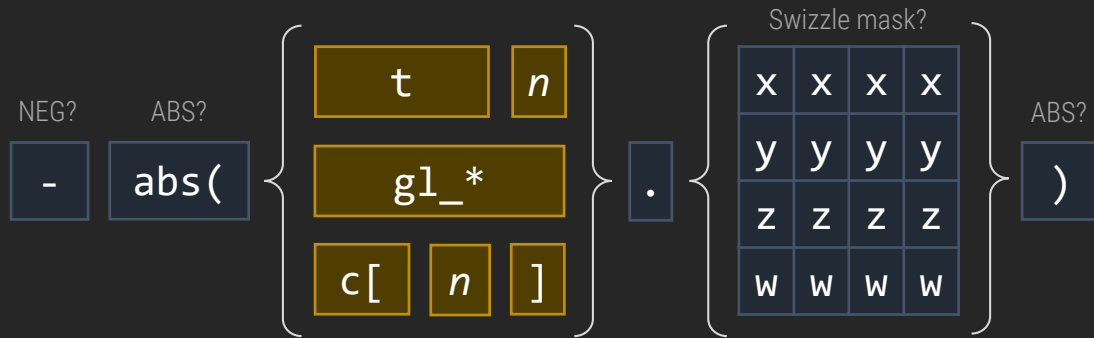 Swizzle mask?
NEG? ABS? ABS?
- abs( { t n } . { x x x x } )
gl_* y y y y
c[ n ] z z z z
w w w w